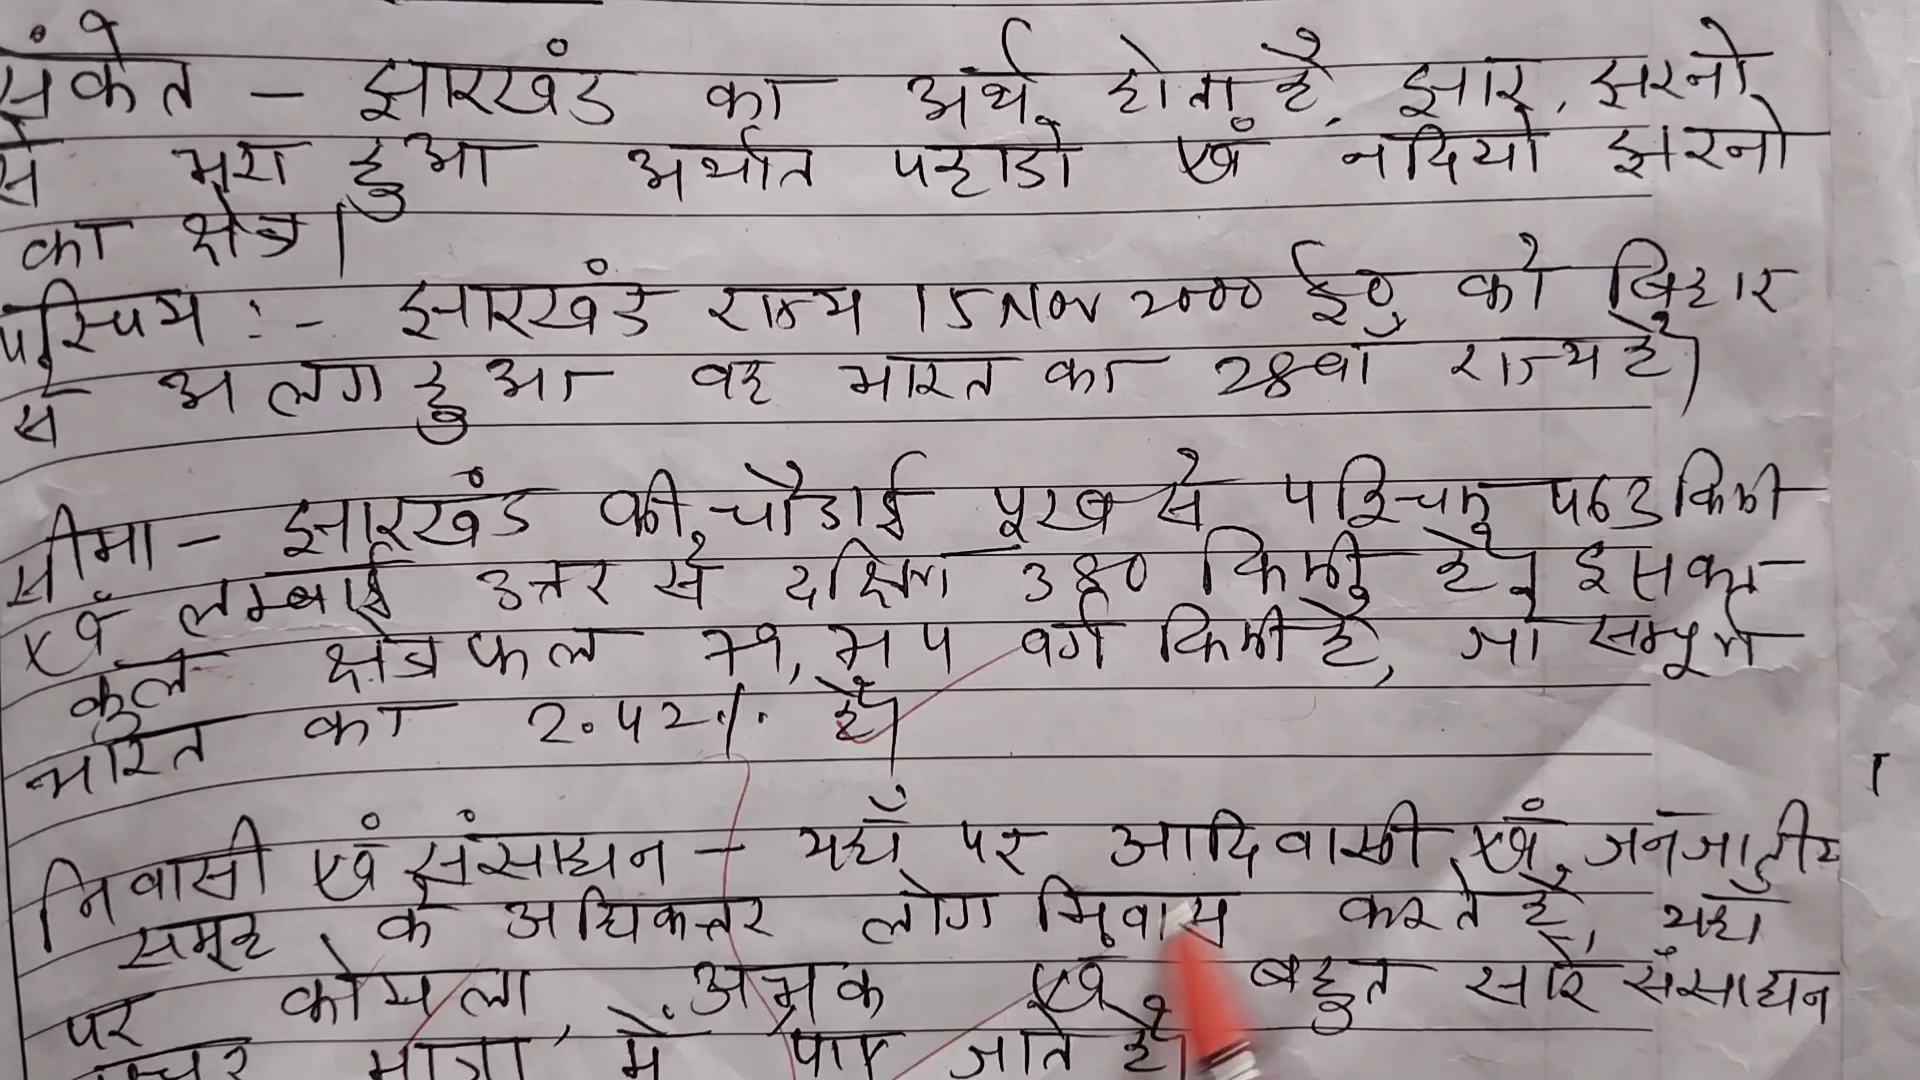 संकेत - झारखंड का अर्थ होता है, झार, झरनो
से भरा हुआ अर्थात पहाडो एवं नदियो झरनो
का क्षेत्र।
परिचय :- झारखंड राज्य 15 Nov 2000 ई० को बिहार
से अलग हुआ वह भारत का 28वां राज्य है।
सीमा - झारखंड की चौडाई पूरब से पश्चिम 463 किमी
एवं लम्बाई उत्तर से दक्षिण 380 किमी है। इसका
कुल क्षेत्रफल 79, वर्ग किमी है, जो सम्पूर्ण
भारत का 2.42% है।
निवासी एवं संसाधन - यहाँ पर आदिवासी एवं जनजातीय
समूह के अधिकत्तर लोग निवास करते है, यहाँ
पर कोयला, अभ्रक एवं बहुत सारे संसाधन
मात्रा में पाए जाते है।